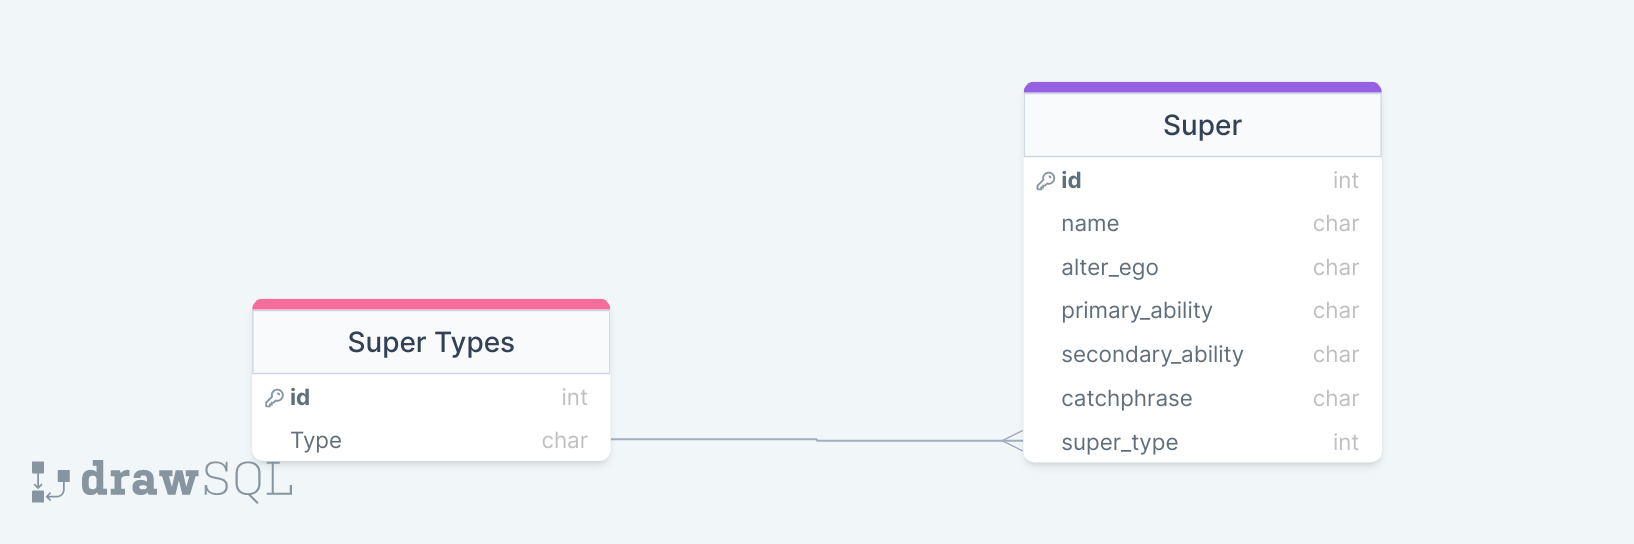 Super Types
id int
Type char
drawSQL
Super
id int
name char
alter_ego char
primary_ability char
secondary_ability char
catchphrase char
super_type int